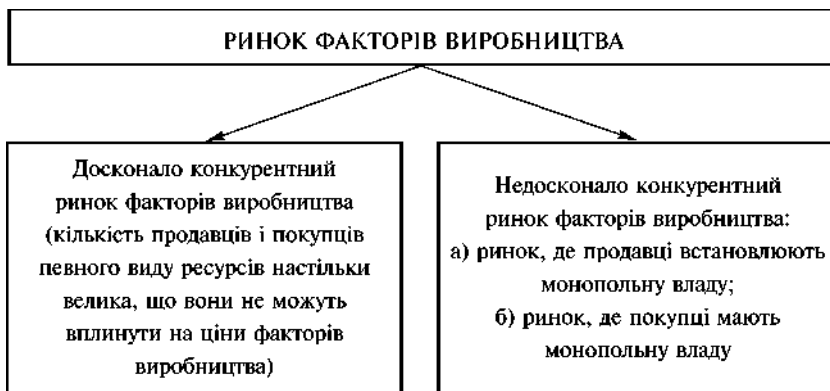 РИНОК ФАКТОРІВ ВИРОБНИЦТВА
Досконало конкурентний
ринок факторів виробництва
(кількість продавців і покупців
певного виду ресурсів настільки
велика, що вони не можуть
вплинути на ціни факторів
виробництва)
Недосконало конкурентний
ринок факторів виробництва:
а) ринок, де продавці встановлюють
монопольну владу;
б) ринок, де покупці мають
монопольну владу